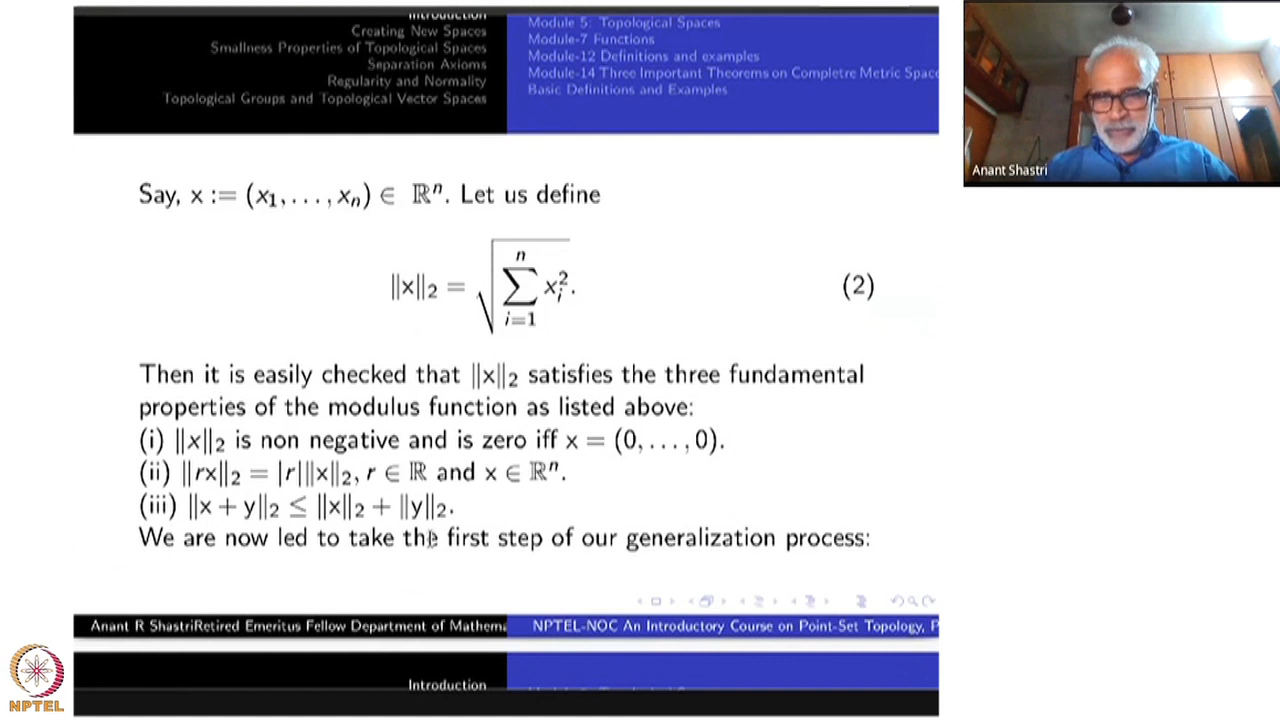 Introduction
Creating New Spaces
Smallness Properties of Topological Spaces
Separation Axioms
Regularity and Normality
Topological Groups and Topological Vector Spaces
Module 5: Topological Spaces
Module-7 Functions
Module-12 Definitions and examples
Module-14 Three Important Theorems on Completre Metric Spac
Basic Definitions and Examples
Anant Shastri
Say, x := (x₁, . . . , xₙ) ∈ ℝⁿ. Let us define
‖x‖₂ = √(∑ᵢ₌₁ⁿ xᵢ²). (2)
Then it is easily checked that ‖x‖₂ satisfies the three fundamental
properties of the modulus function as listed above:
(i) ‖x‖₂ is non negative and is zero iff x = (0, . . . , 0).
(ii) ‖rx‖₂ = |r|‖x‖₂, r ∈ ℝ and x ∈ ℝⁿ.
(iii) ‖x + y‖₂ ≤ ‖x‖₂ + ‖y‖₂.
We are now led to take the first step of our generalization process:
Anant R ShastriRetired Emeritus Fellow Department of Mathema
NPTEL-NOC An Introductory Course on Point-Set Topology, P
Introduction
NPTEL